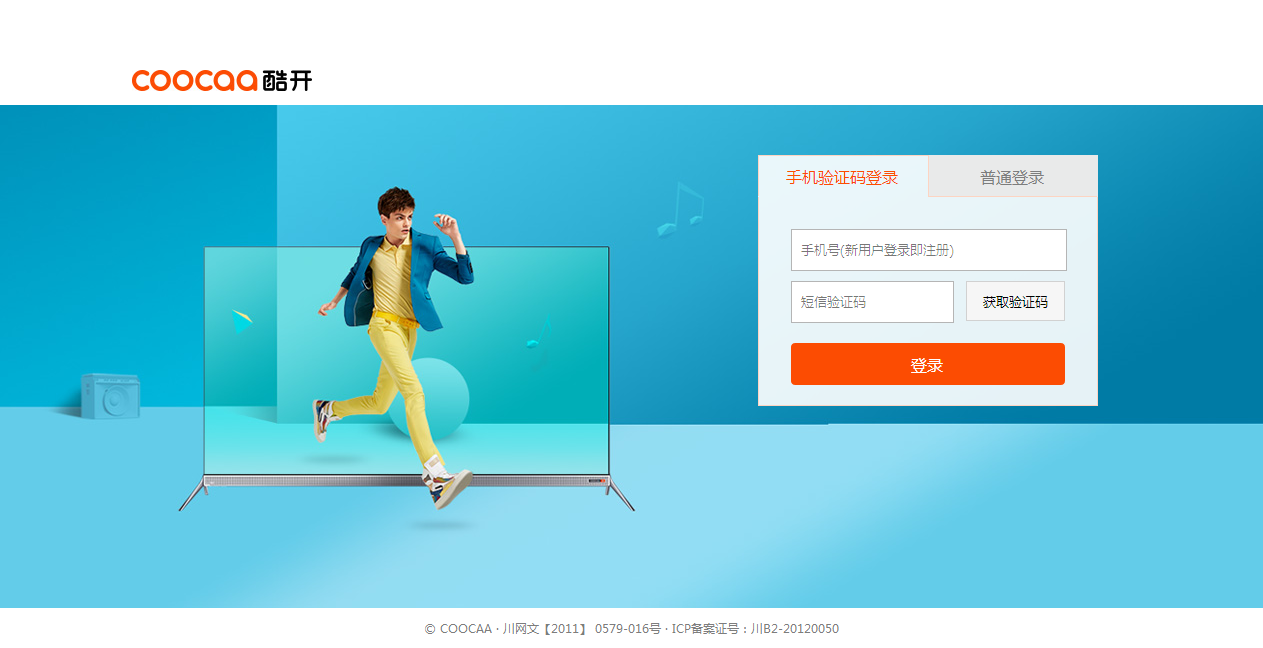 coocaa 酷开
手机验证码登录
普通登录
手机号(新用户登录即注册)
短信验证码
获取验证码
登录
© COOCAA · 川网文【2011】 0579-016号 · ICP备案证号 : 川B2-20120050